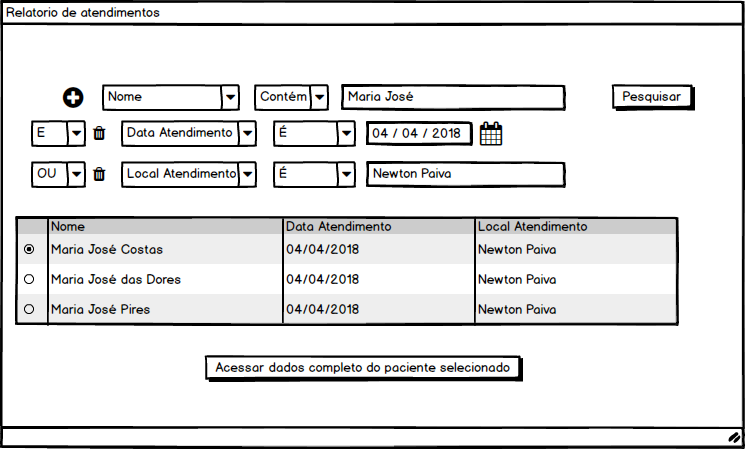 Relatorio de atendimentos
Nome Contém Maria José Pesquisar
E Data Atendimento É 04 / 04 / 2018
OU Local Atendimento É Newton Paiva
Nome Data Atendimento Local Atendimento
Maria José Costas 04/04/2018 Newton Paiva
Maria José das Dores 04/04/2018 Newton Paiva
Maria José Pires 04/04/2018 Newton Paiva
Acessar dados completo do paciente selecionado